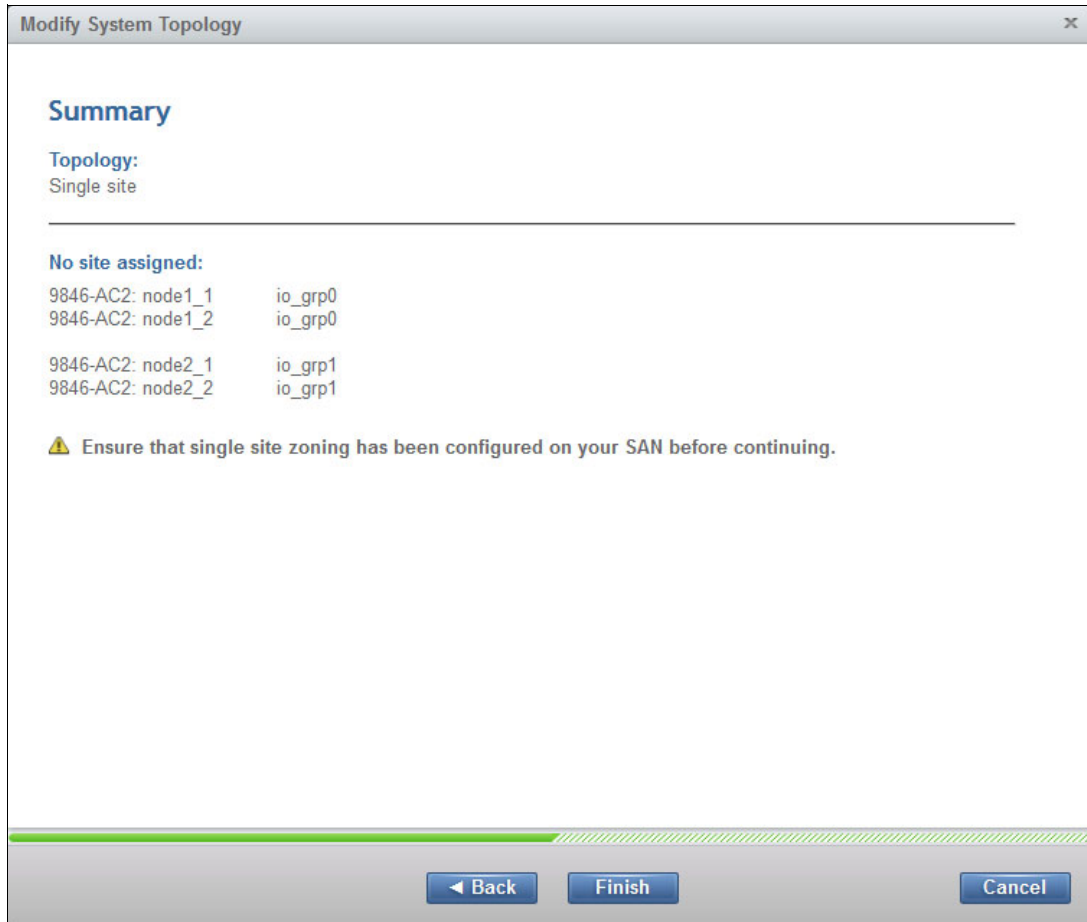 Modify System Topology x
Summary
Topology:
Single site
No site assigned:
9846-AC2: node1_1 io_grp0
9846-AC2: node1_2 io_grp0
9846-AC2: node2_1 io_grp1
9846-AC2: node2_2 io_grp1
Ensure that single site zoning has been configured on your SAN before continuing.
◄ Back Finish Cancel